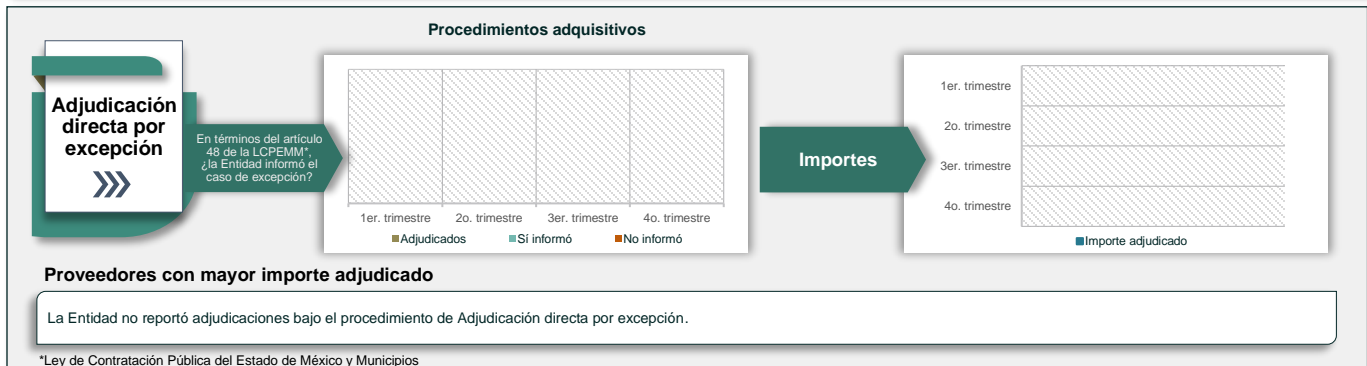 Procedimientos adquisitivos
Adjudicación
directa por
excepción
En términos del artículo
48 de la LCPEMM*,
¿la Entidad informó el
caso de excepción?
1er. trimestre 2o. trimestre 3er. trimestre 4o. trimestre
Adjudicados Sí informó No informó
Importes
1er. trimestre
2o. trimestre
3er. trimestre
4o. trimestre
Importe adjudicado
Proveedores con mayor importe adjudicado
La Entidad no reportó adjudicaciones bajo el procedimiento de Adjudicación directa por excepción.
*Ley de Contratación Pública del Estado de México y Municipios